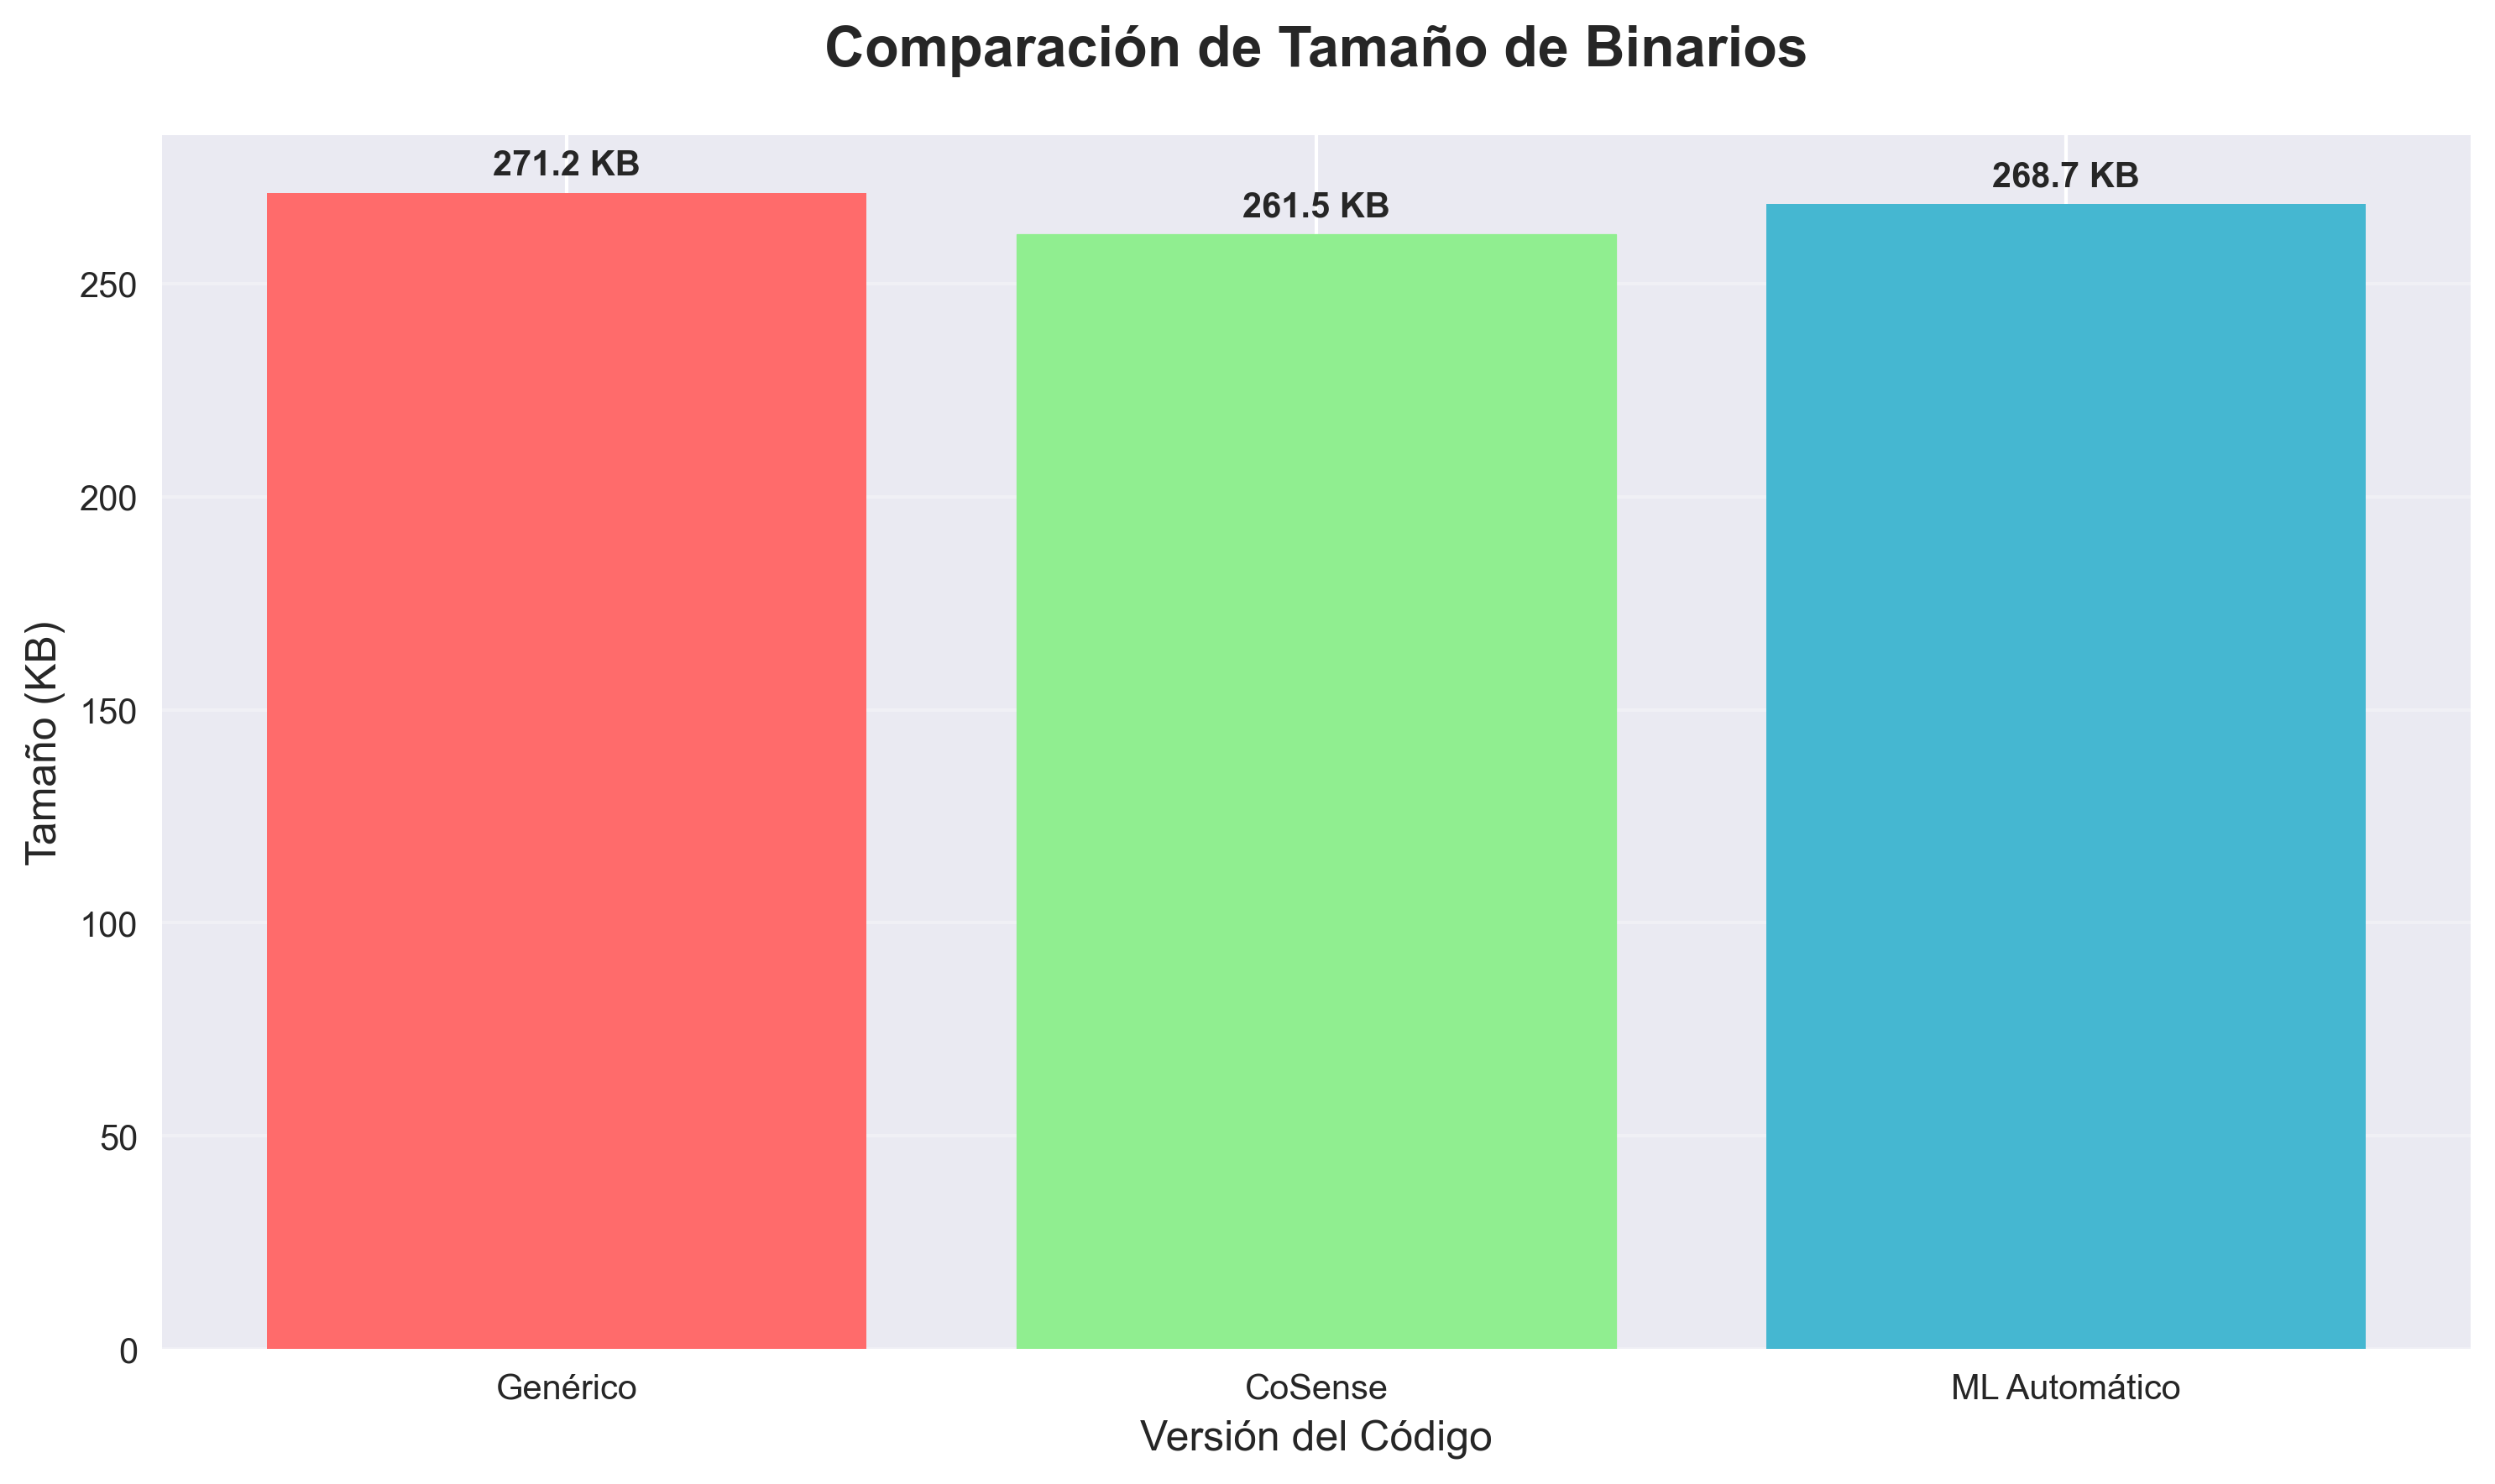 Comparación de Tamaño de Binarios
271.2 KB
261.5 KB
268.7 KB
250
200
150
100
50
0
Tamaño (KB)
Genérico
CoSense
ML Automático
Versión del Código